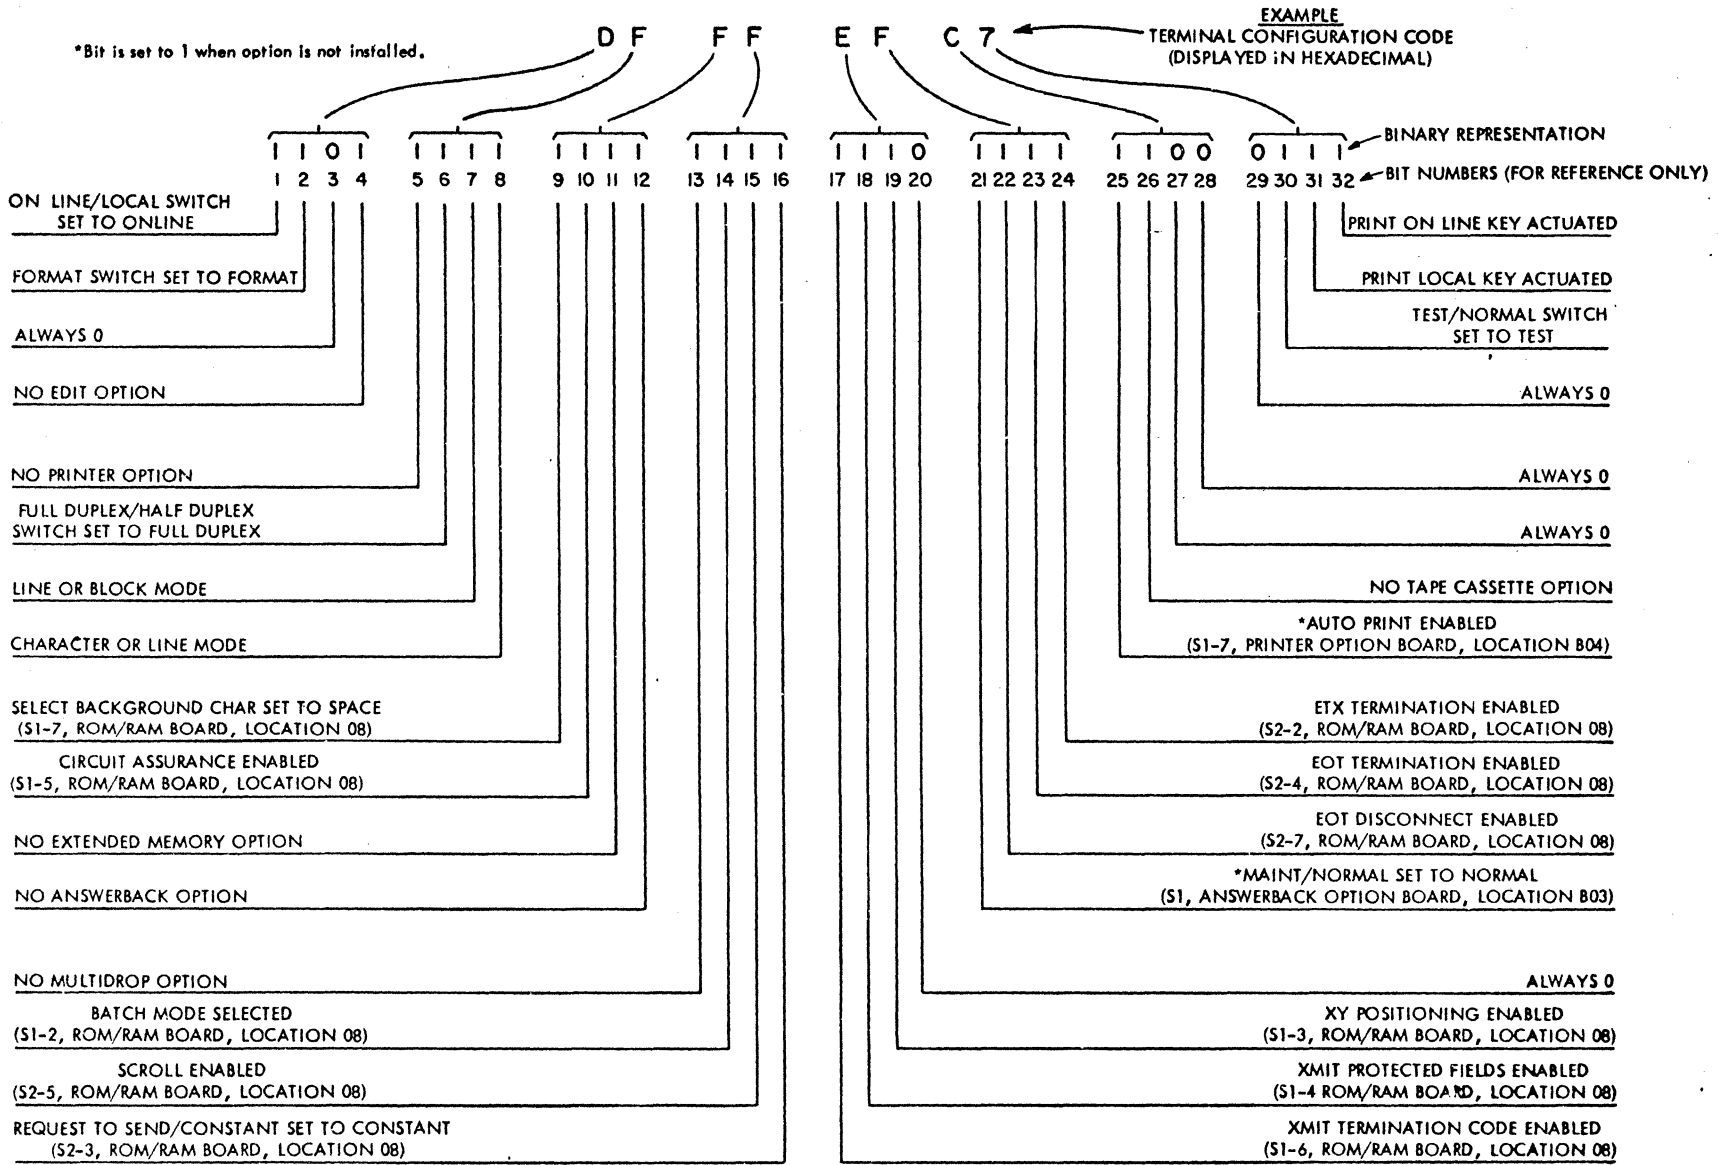 EXAMPLE
D F F F E F C 7 TERMINAL CONFIGURATION CODE
(DISPLAYED IN HEXADECIMAL)
*Bit is set to 1 when option is not installed.
1 1 0 1 1 1 1 1 1 1 1 1 1 1 1 1 1 1 1 0 1 1 1 1 1 1 0 0 0 1 1 1 BINARY REPRESENTATION
1 2 3 4 5 6 7 8 9 10 11 12 13 14 15 16 17 18 19 20 21 22 23 24 25 26 27 28 29 30 31 32 BIT NUMBERS (FOR REFERENCE ONLY)
ON LINE/LOCAL SWITCH
SET TO ONLINE
FORMAT SWITCH SET TO FORMAT
ALWAYS 0
NO EDIT OPTION
NO PRINTER OPTION
FULL DUPLEX/HALF DUPLEX
SWITCH SET TO FULL DUPLEX
LINE OR BLOCK MODE
CHARACTER OR LINE MODE
SELECT BACKGROUND CHAR SET TO SPACE
(S1-7, ROM/RAM BOARD, LOCATION 08)
CIRCUIT ASSURANCE ENABLED
(S1-5, ROM/RAM BOARD, LOCATION 08)
NO EXTENDED MEMORY OPTION
NO ANSWERBACK OPTION
NO MULTIDROP OPTION
BATCH MODE SELECTED
(S1-2, ROM/RAM BOARD, LOCATION 08)
SCROLL ENABLED
(S2-5, ROM/RAM BOARD, LOCATION 08)
REQUEST TO SEND/CONSTANT SET TO CONSTANT
(S2-3, ROM/RAM BOARD, LOCATION 08)
PRINT ON LINE KEY ACTUATED
PRINT LOCAL KEY ACTUATED
TEST/NORMAL SWITCH
SET TO TEST
ALWAYS 0
ALWAYS 0
ALWAYS 0
NO TAPE CASSETTE OPTION
*AUTO PRINT ENABLED
(S1-7, PRINTER OPTION BOARD, LOCATION B04)
ETX TERMINATION ENABLED
(S2-2, ROM/RAM BOARD, LOCATION 08)
EOT TERMINATION ENABLED
(S2-4, ROM/RAM BOARD, LOCATION 08)
EOT DISCONNECT ENABLED
(S2-7, ROM/RAM BOARD, LOCATION 08)
*MAINT/NORMAL SET TO NORMAL
(S1, ANSWERBACK OPTION BOARD, LOCATION B03)
ALWAYS 0
XY POSITIONING ENABLED
(S1-3, ROM/RAM BOARD, LOCATION 08)
XMIT PROTECTED FIELDS ENABLED
(S1-4 ROM/RAM BOARD, LOCATION 08)
XMIT TERMINATION CODE ENABLED
(S1-6, ROM/RAM BOARD, LOCATION 08)